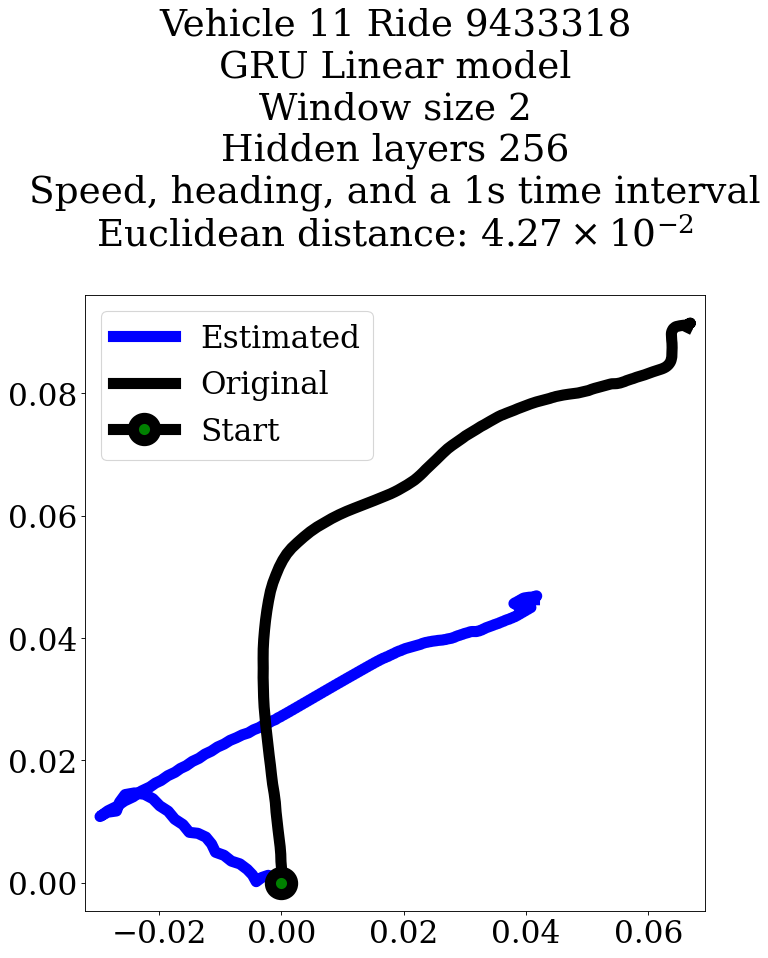 Vehicle 11 Ride 9433318
GRU Linear model
Window size 2
Hidden layers 256
Speed, heading, and a 1s time interval
Euclidean distance: 4.27 × 10⁻²
Estimated
Original
Start
0.08
0.06
0.04
0.02
0.00
−0.02 0.00 0.02 0.04 0.06